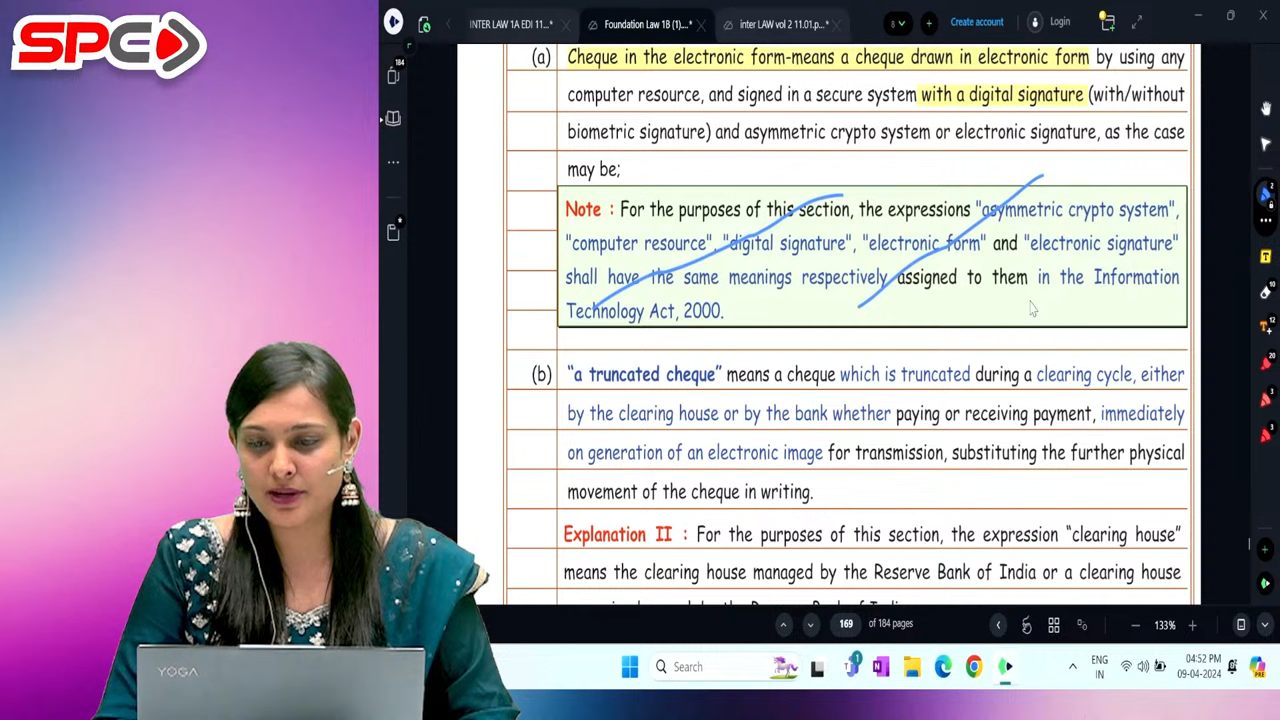 SPC
INTER LAW 1A EDI 11...*
Foundation Law 1B (1)....*
inter LAW vol 2 11.01.p...*
8
Create account
Login
184
(a) Cheque in the electronic form-means a cheque drawn in electronic form by using any
computer resource, and signed in a secure system with a digital signature (with/without
biometric signature) and asymmetric crypto system or electronic signature, as the case
may be;
Note : For the purposes of this section, the expressions "asymmetric crypto system",
"computer resource", "digital signature", "electronic form" and "electronic signature"
shall have the same meanings respectively assigned to them in the Information
Technology Act, 2000.
(b) “a truncated cheque” means a cheque which is truncated during a clearing cycle, either
by the clearing house or by the bank whether paying or receiving payment, immediately
on generation of an electronic image for transmission, substituting the further physical
movement of the cheque in writing.
Explanation II : For the purposes of this section, the expression “clearing house”
means the clearing house managed by the Reserve Bank of India or a clearing house
169 of 184 pages
133%
YOGA
Search
ENG
IN
04:52 PM
09-04-2024